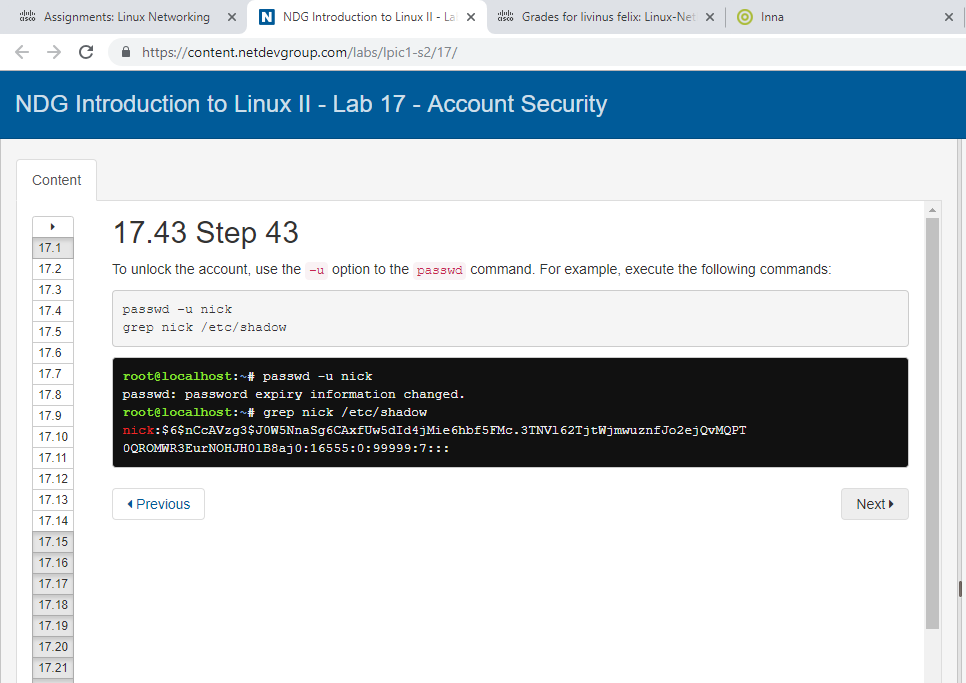 Assignments: Linux Networking
NDG Introduction to Linux II - La
Grades for livinus felix: Linux-Net
Inna
https://content.netdevgroup.com/labs/lpic1-s2/17/
NDG Introduction to Linux II - Lab 17 - Account Security
Content
17.1
17.2
17.3
17.4
17.5
17.6
17.7
17.8
17.9
17.10
17.11
17.12
17.13
17.14
17.15
17.16
17.17
17.18
17.19
17.20
17.21
17.43 Step 43
To unlock the account, use the -u option to the passwd command. For example, execute the following commands:
passwd -u nick
grep nick /etc/shadow
root@localhost:~# passwd -u nick
passwd: password expiry information changed.
root@localhost:~# grep nick /etc/shadow
nick:$6$nCcAVzg3$J0W5NnaSg6CAxfUw5dId4jMie6hbf5FMc.3TNVl62TjtWjmwuznfJo2ejQvMQPT
0QROMWR3EurNOHJHOlB8aj0:16555:0:99999:7:::
Previous
Next